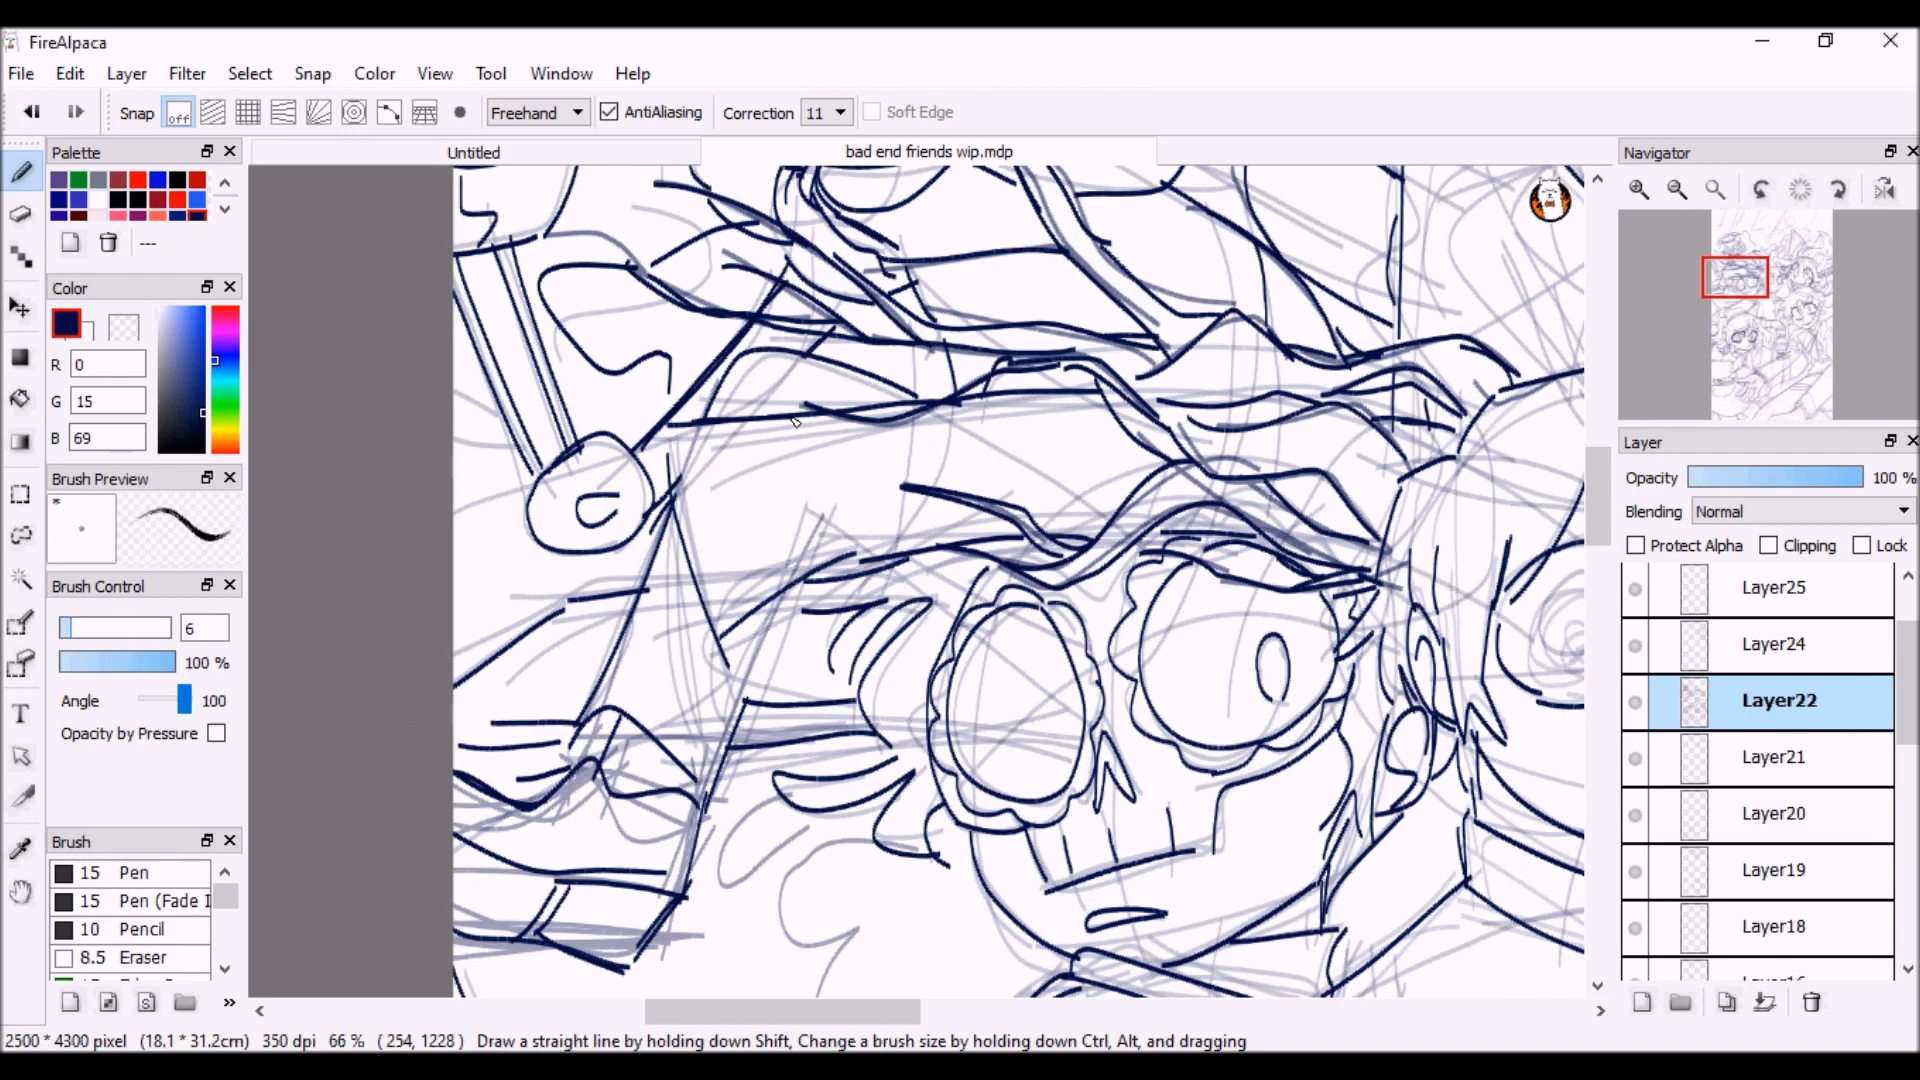 FireAlpaca
File Edit Layer Filter Select Snap Color View Tool Window Help
Snap off Freehand AntiAliasing Correction 11 Soft Edge
Palette
Untitled
bad end friends wip.mdp
Navigator
---
Color
R 0
G 15
B 69
Layer
Opacity 100 %
Blending Normal
Protect Alpha Clipping Lock
Brush Preview
*
Brush Control
6
100 %
Angle 100
Opacity by Pressure
Layer25
Layer24
Layer22
Layer21
Layer20
Layer19
Layer18
Brush
15 Pen
15 Pen (Fade I
10 Pencil
8.5 Eraser
2500 * 4300 pixel (18.1 * 31.2cm) 350 dpi 66 % ( 254, 1228 ) Draw a straight line by holding down Shift, Change a brush size by holding down Ctrl, Alt, and dragging